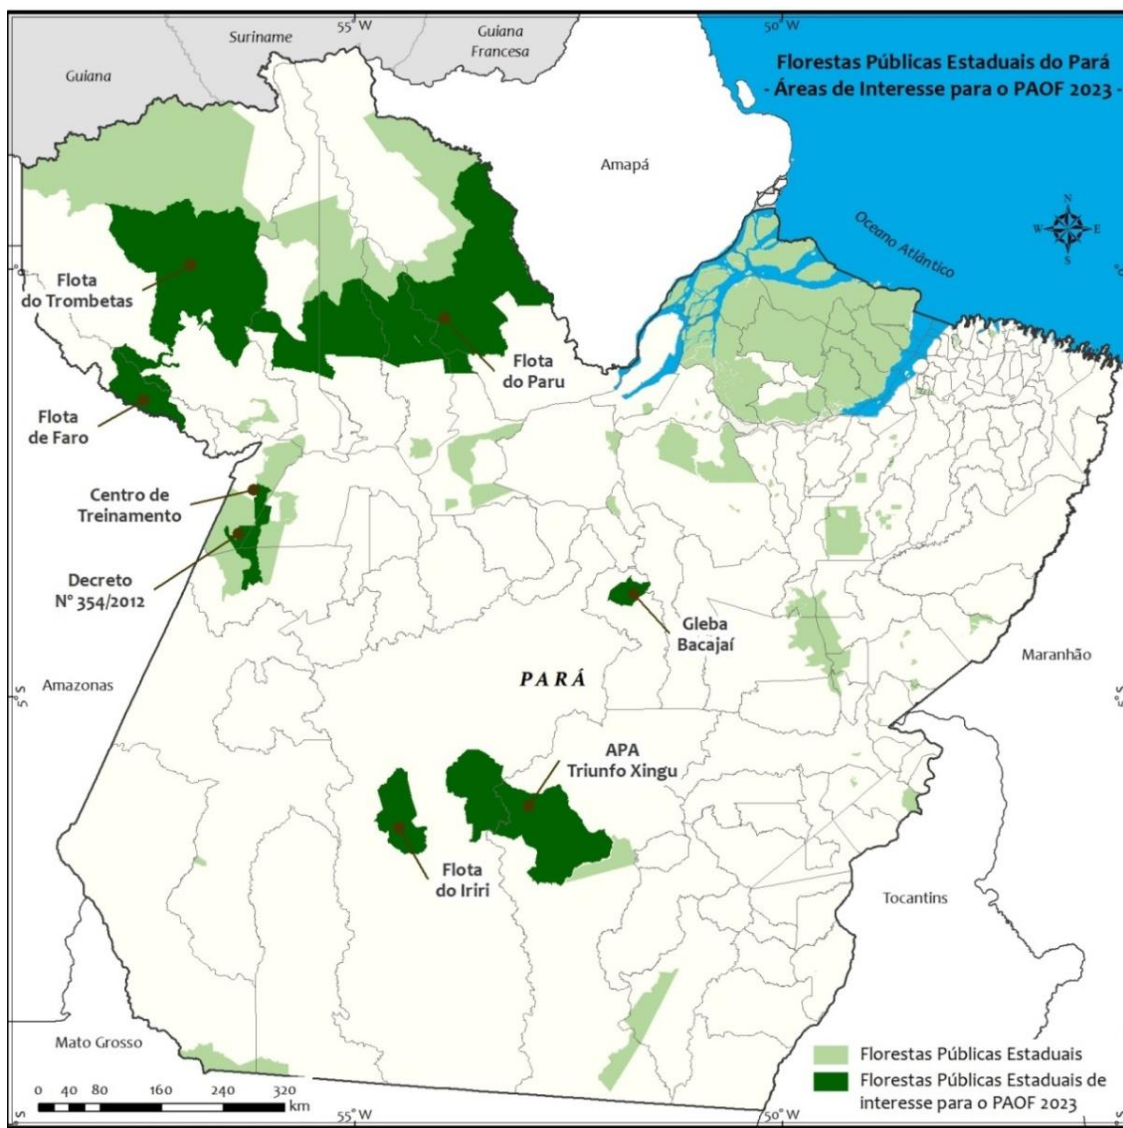 55° W
50° W
Suriname
Guiana
Francesa
Guiana
Florestas Públicas Estaduais do Pará
- Áreas de Interesse para o PAOF 2023 -
Amapá
N
W
E
S
Oceano Atlântico
0°
0°
Flota
do Trombetas
Flota
do Paru
Flota
de Faro
Centro de
Treinamento
Decreto
N° 354/2012
Gleba
Bacajaí
Maranhão
Amazonas
PARÁ
5° S
5° S
APA
Triunfo Xingu
Flota
do Iriri
Tocantins
Mato Grosso
Florestas Públicas Estaduais
Florestas Públicas Estaduais de
interesse para o PAOF 2023
0 40 80 160 240 320
km
55° W
50° W
° S
° S